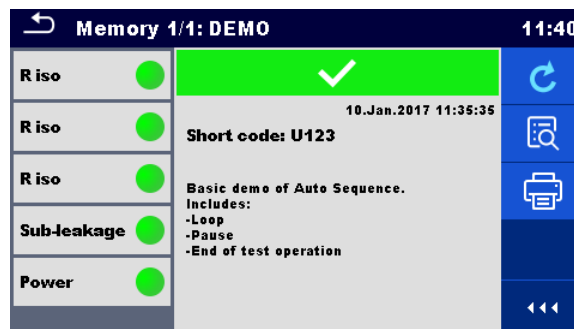 Memory 1/1: DEMO
11:40
R iso
R iso
R iso
Sub-leakage
Power
10.Jan.2017 11:35:35
Short code: U123
Basic demo of Auto Sequence.
Includes:
-Loop
-Pause
-End of test operation